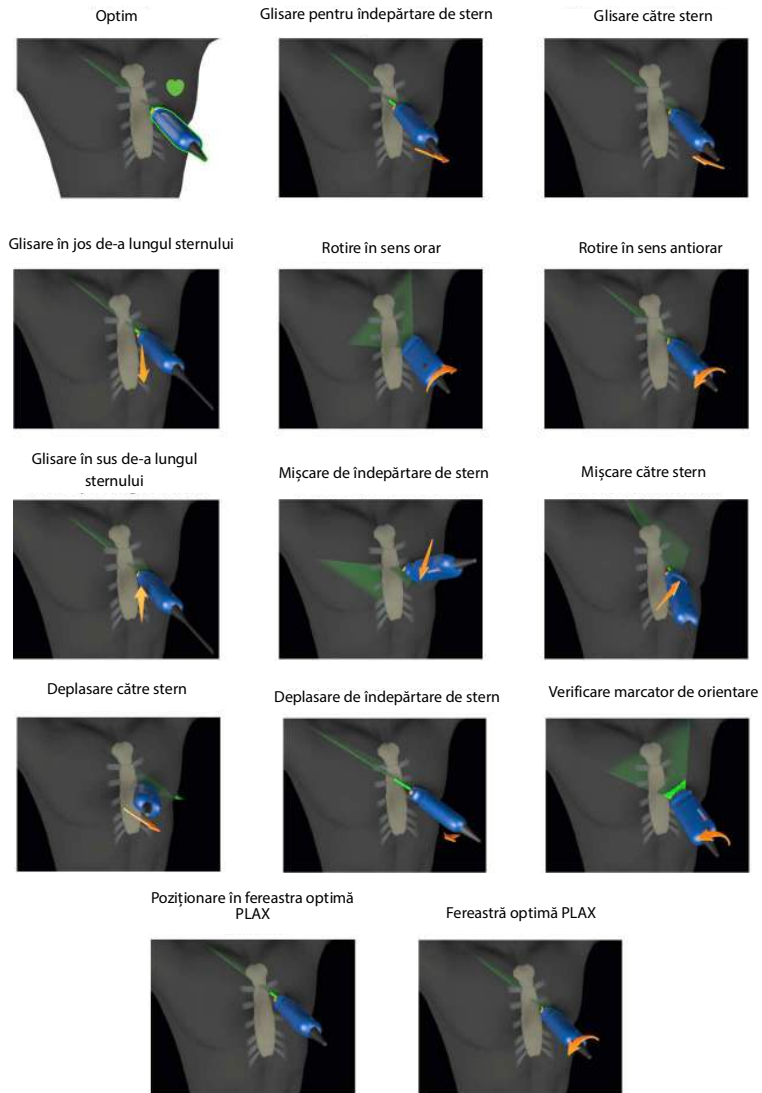 Optim
Glisare pentru îndepărtare de stern
Glisare către stern
Glisare în jos de-a lungul sternului
Rotire în sens orar
Rotire în sens antiorar
Glisare în sus de-a lungul
sternului
Mișcare de îndepărtare de stern
Mișcare către stern
Deplasare către stern
Deplasare de îndepărtare de stern
Verificare marcator de orientare
Poziționare în fereastra optimă
PLAX
Fereastră optimă PLAX